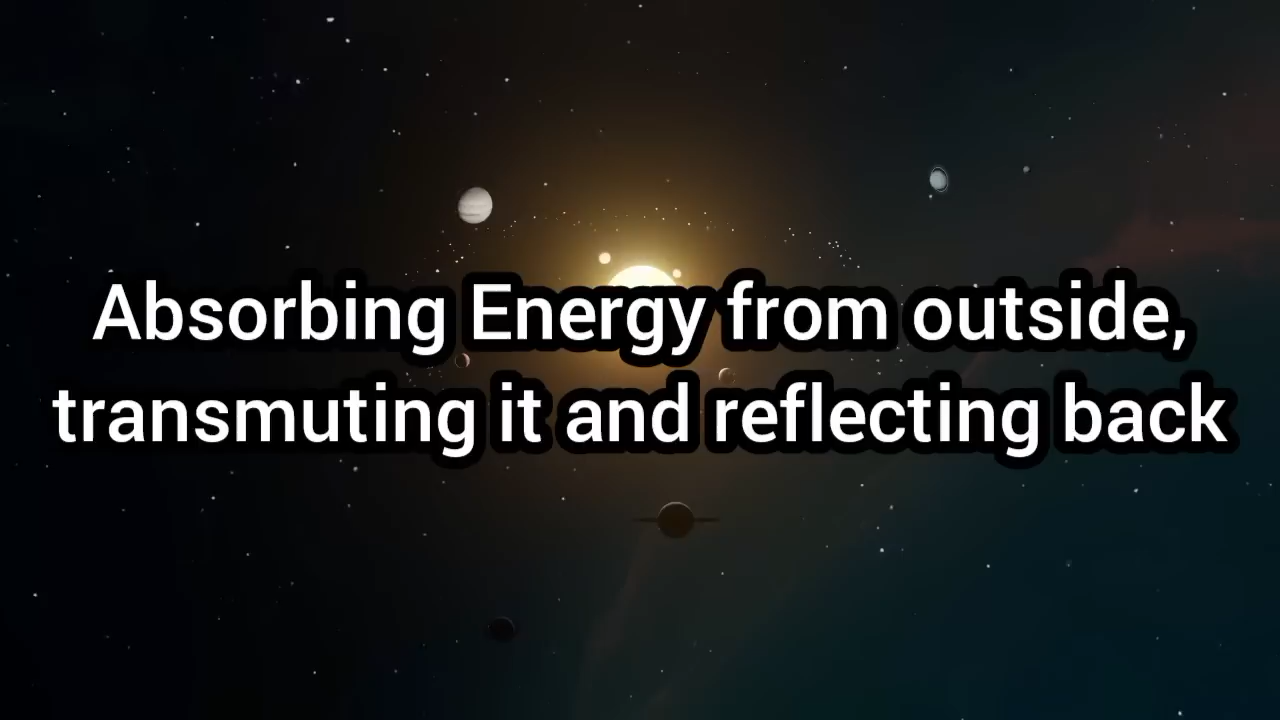 Absorbing Energy from outside,
transmuting it and reflecting back